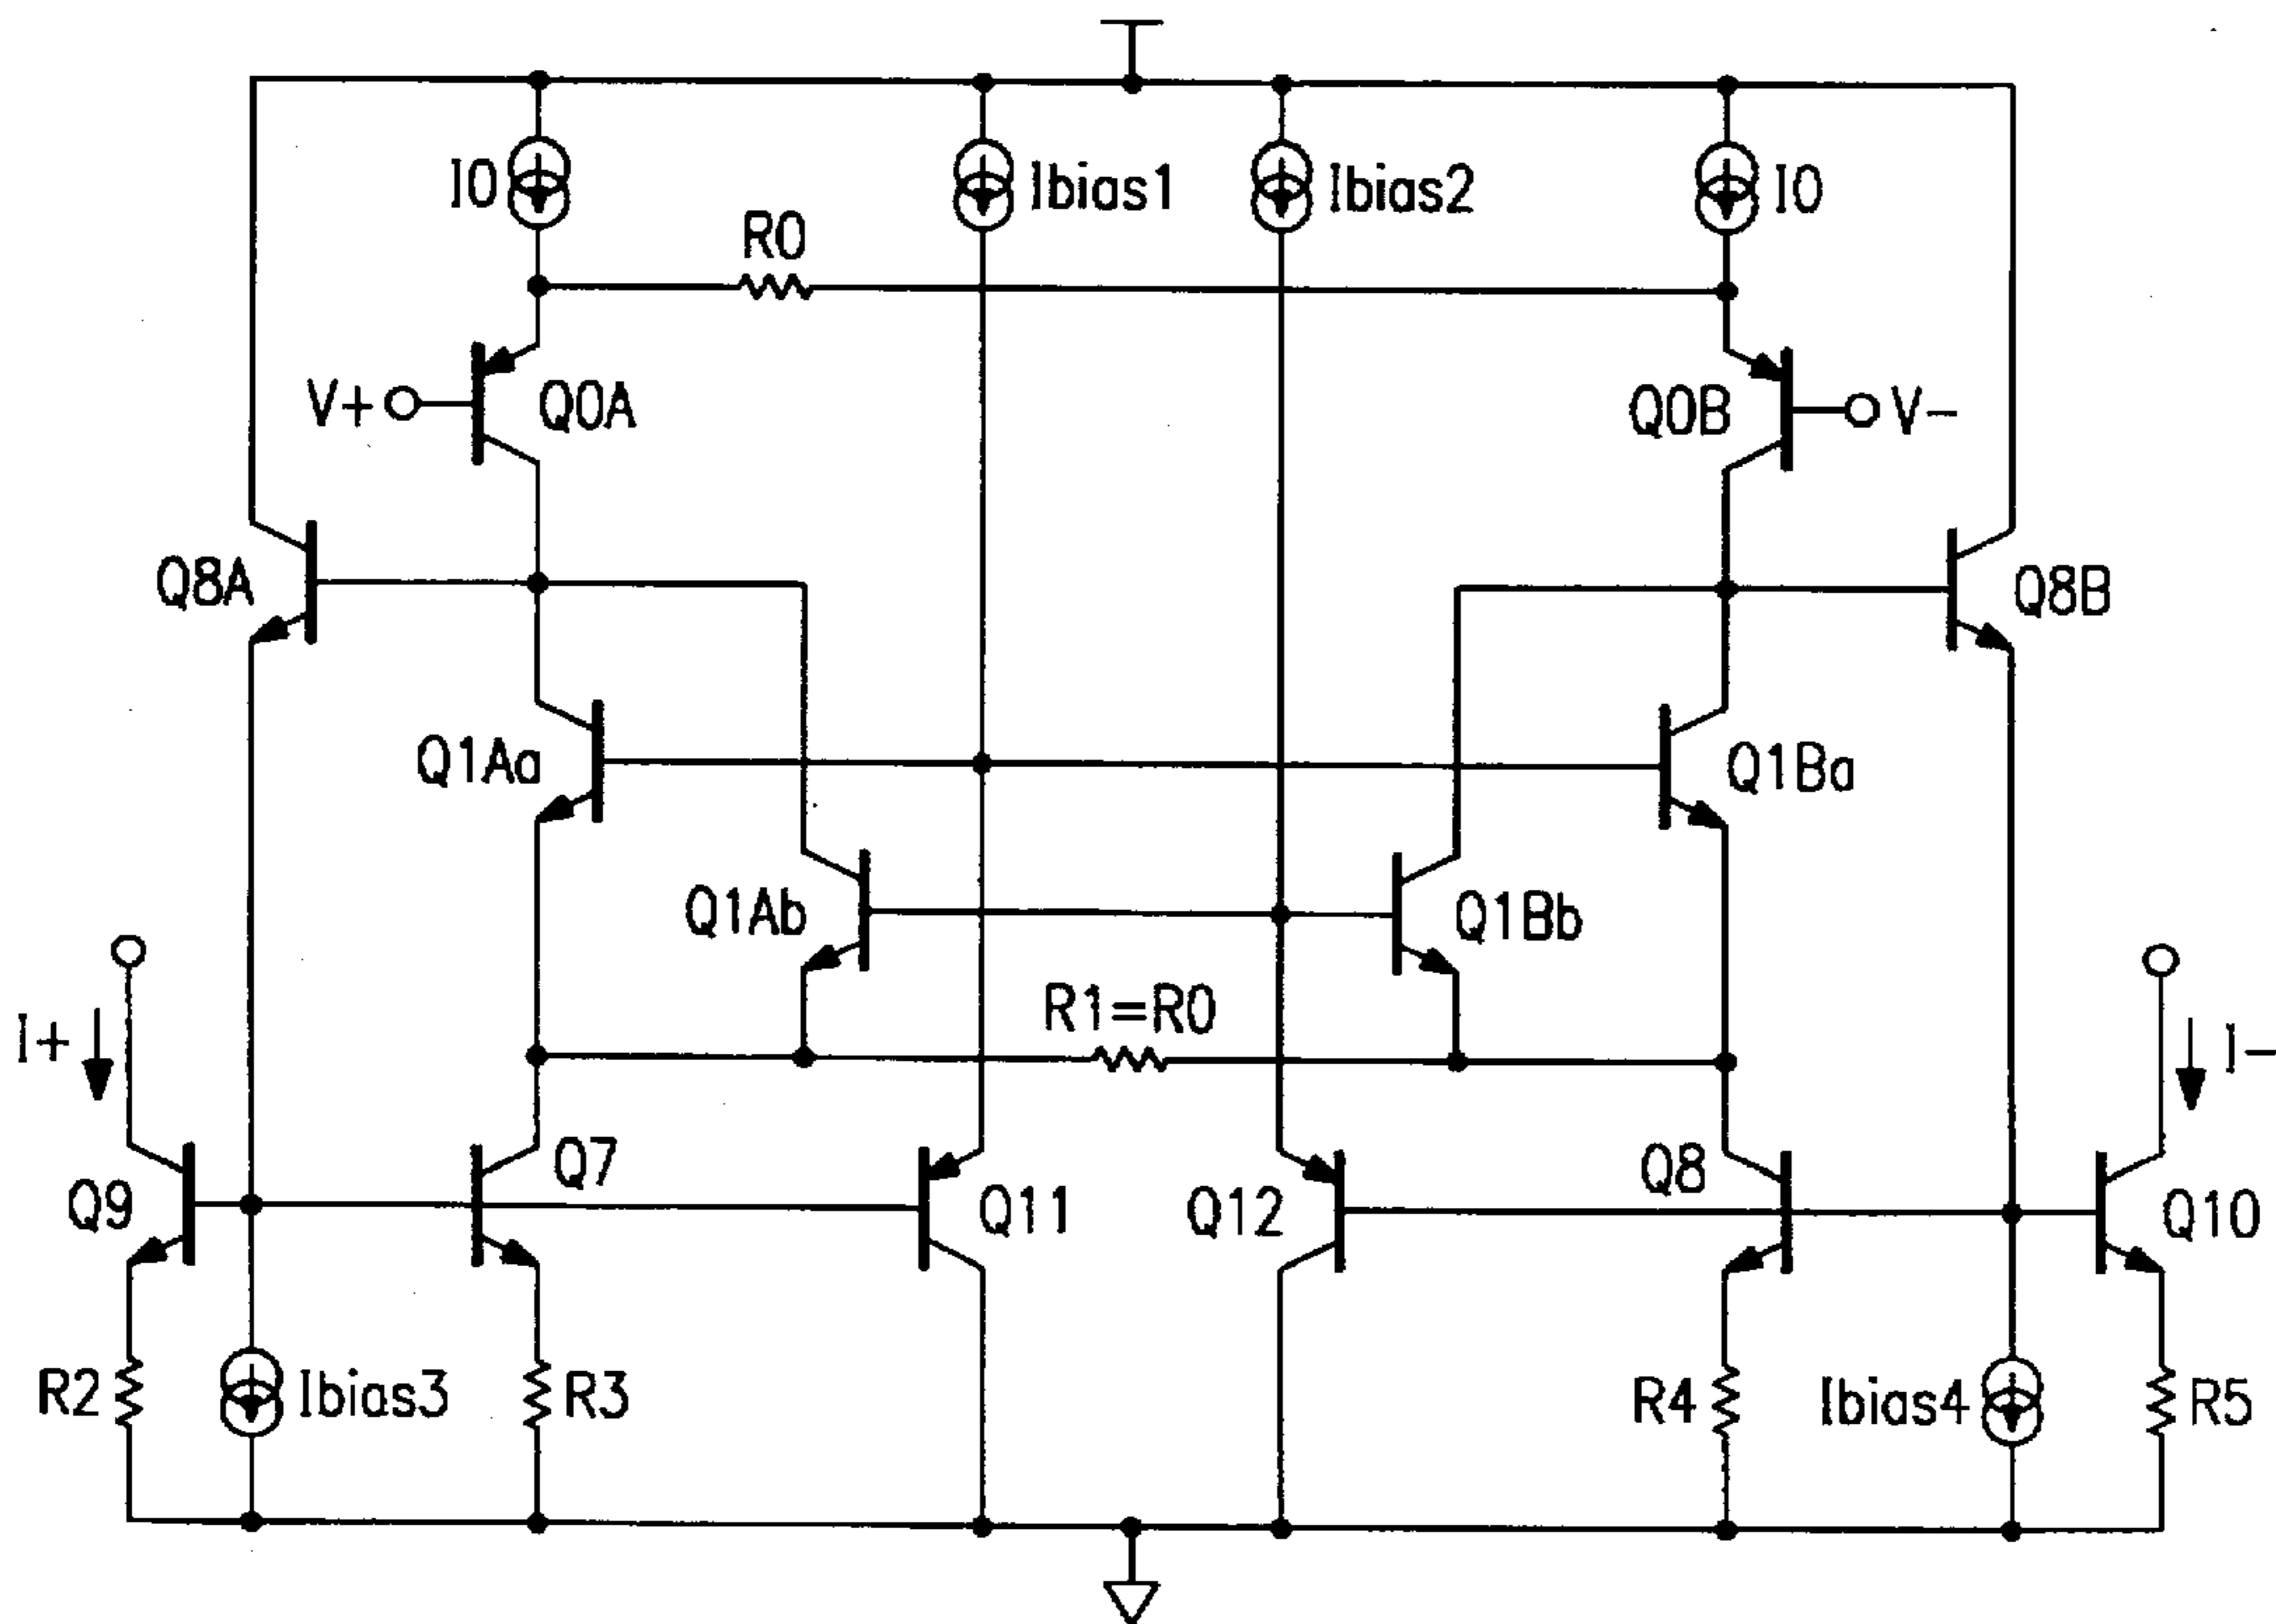 I0
Ibias1
Ibias2
I0
R0
V+
Q0A
Q0B
V-
Q8A
Q8B
Q1Aa
Q1Ba
Q1Ab
Q1Bb
R1=R0
I+
I-
Q7
Q8
Q9
Q11
Q12
Q10
R2
Ibias3
R3
R4
Ibias4
R5